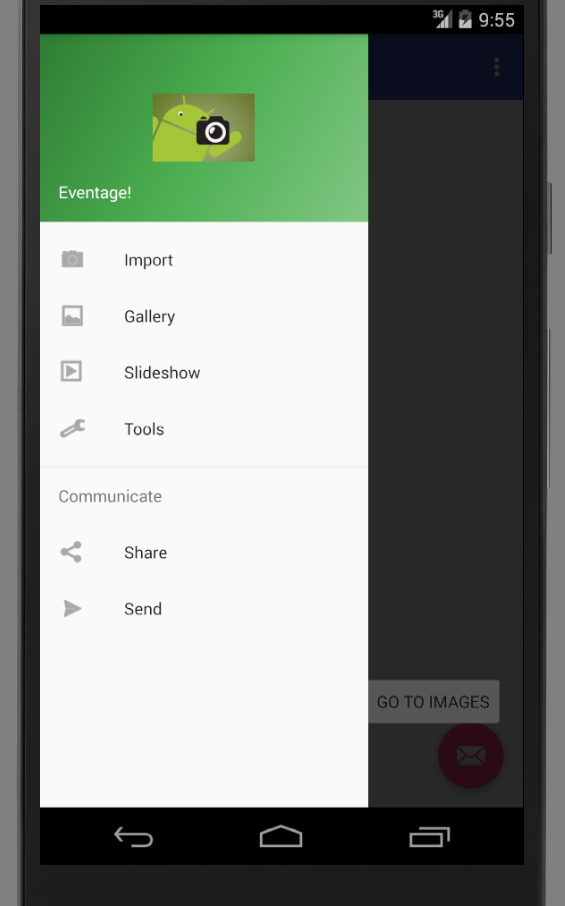 3G 9:55
Eventage!
Import
Gallery
Slideshow
Tools
Communicate
Share
Send
GO TO IMAGES